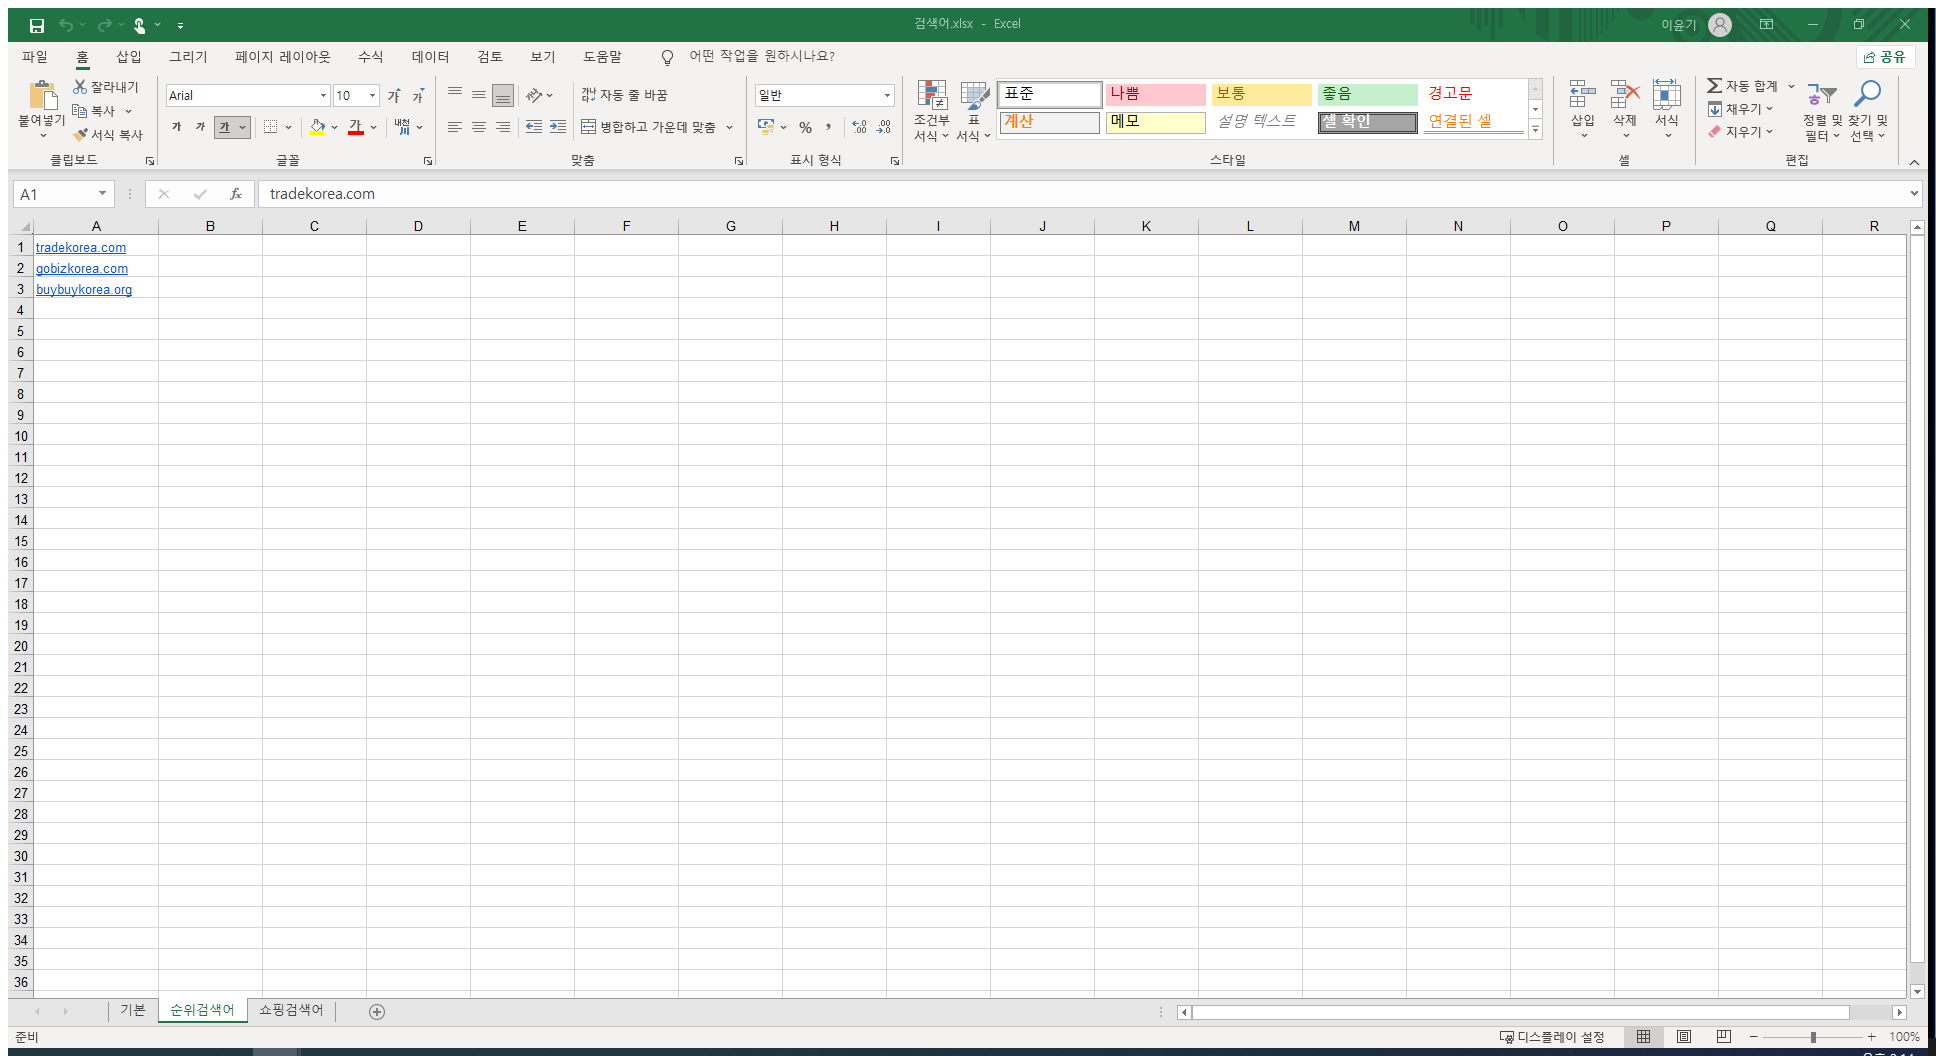 검색어.xlsx - Excel
이윤기
파일 홈 삽입 그리기 페이지 레이아웃 수식 데이터 검토 보기 도움말 어떤 작업을 원하시나요? 공유
붙여넣기
잘라내기
복사
서식 복사
클립보드
Arial 10 가 가
가 가 가 가 내천
글꼴
자동 줄 바꿈
병합하고 가운데 맞춤
맞춤
일반
% ,
표시 형식
조건부
서식
표
서식
표준 나쁨 보통 좋음 경고문
계산 메모 설명 텍스트 셀 확인 연결된 셀
스타일
삽입 삭제 서식
셀
자동 합계
채우기
지우기
정렬 및
필터
찾기 및
선택
편집
A1 fx tradekorea.com
A B C D E F G H I J K L M N O P Q R
1 tradekorea.com
2 gobizkorea.com
3 buybuykorea.org
4
5
6
7
8
9
10
11
12
13
14
15
16
17
18
19
20
21
22
23
24
25
26
27
28
29
30
31
32
33
34
35
36
기본 순위검색어 쇼핑검색어
준비 디스플레이 설정 100%